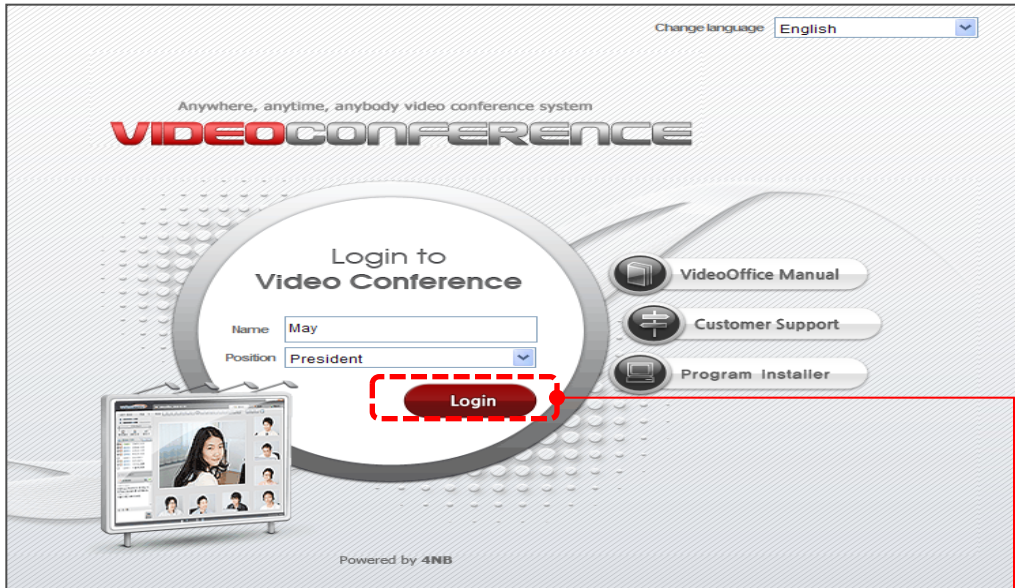 Change language English
Anywhere, anytime, anybody video conference system
VIDEOCONFERENCE
Login to
Video Conference
Name May
Position President
Login
VideoOffice Manual
Customer Support
Program Installer
Powered by 4NB